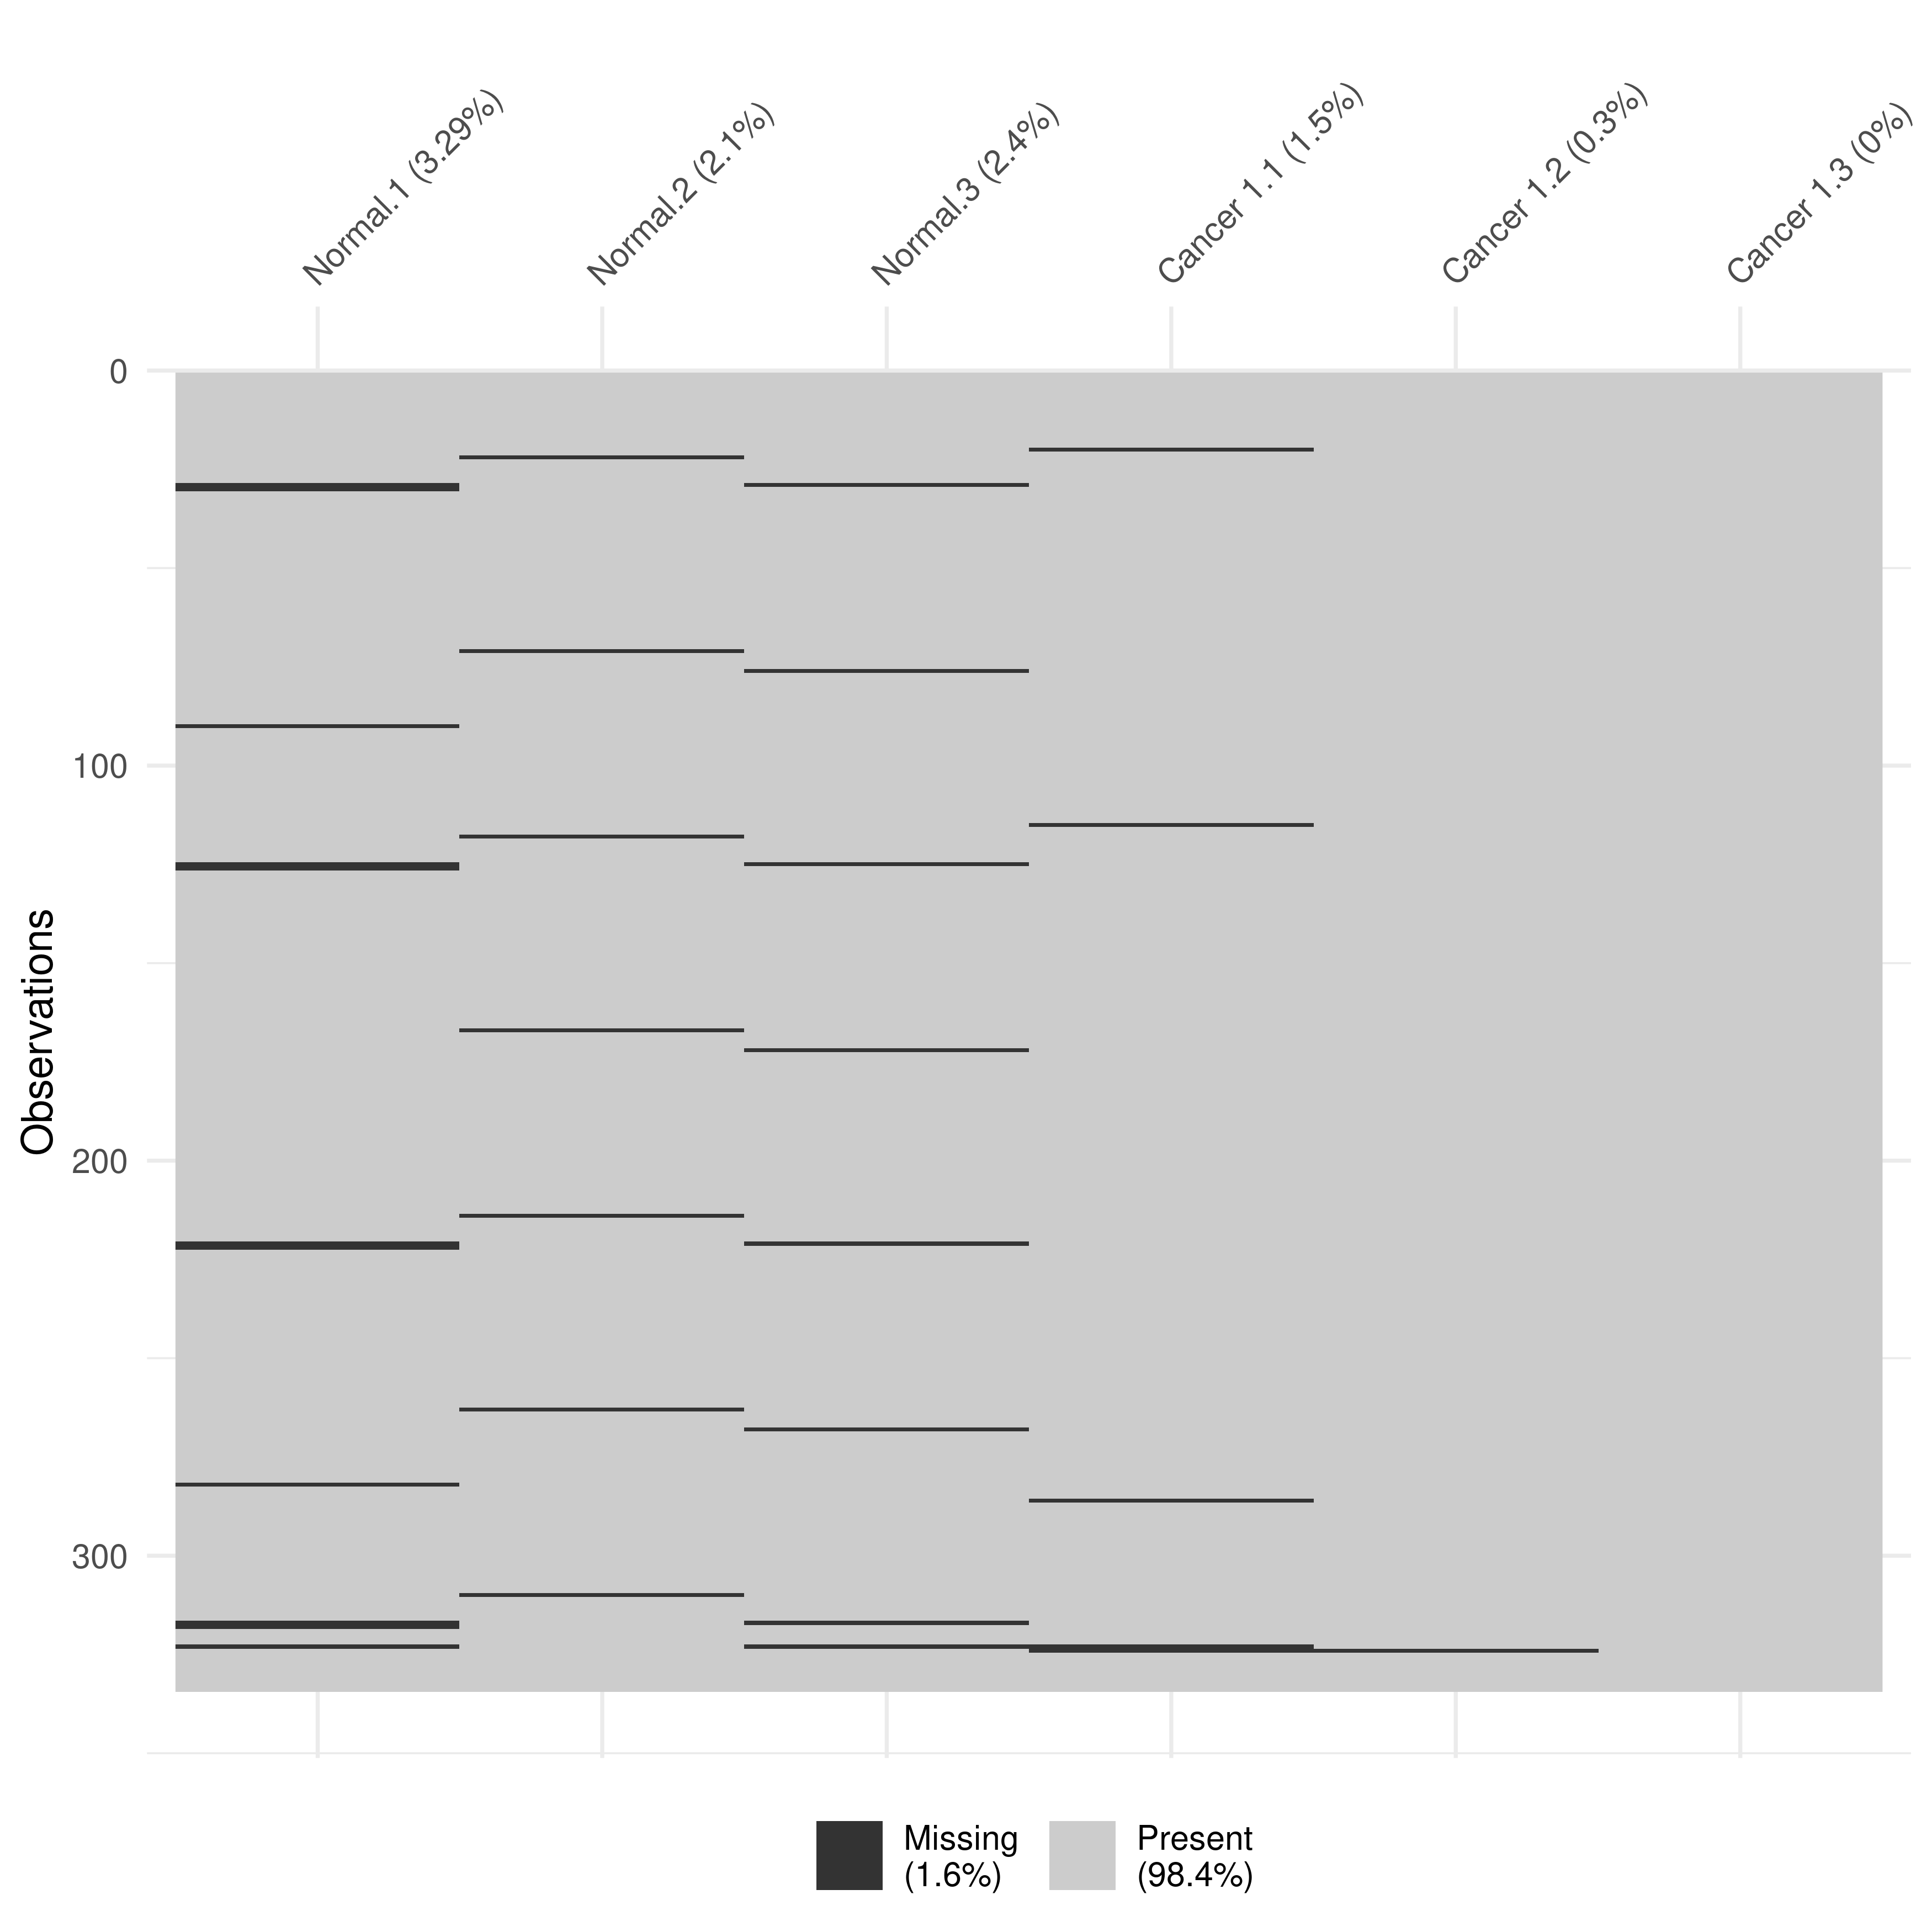 Normal.1 (3.29%)
Normal.2 (2.1%)
Normal.3 (2.4%)
Cancer 1.1 (1.5%)
Cancer 1.2 (0.3%)
Cancer 1.3 (0%)
0
100
200
300
Observations
Missing
(1.6%)
Present
(98.4%)